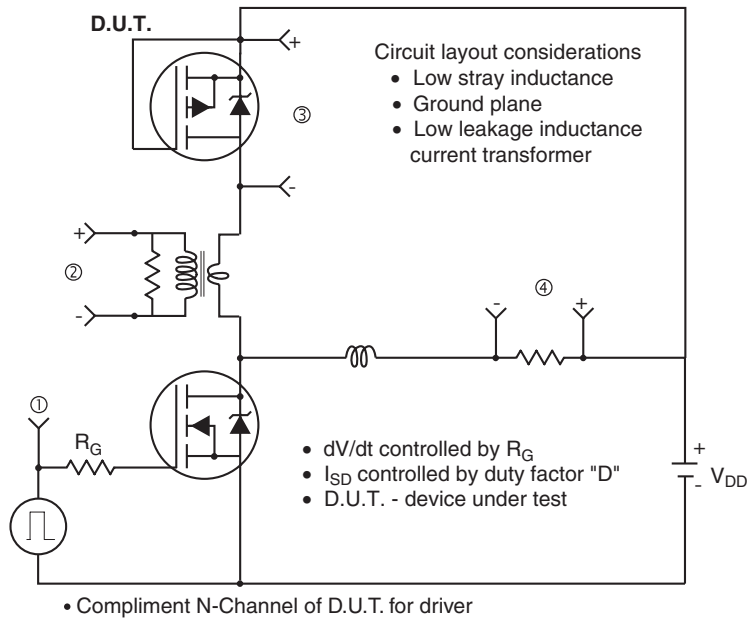 D.U.T.
+
Circuit layout considerations
• Low stray inductance
• Ground plane
• Low leakage inductance
current transformer
③
-
+
②
-
④
- +
①
R_G
• dV/dt controlled by R_G
• I_SD controlled by duty factor "D"
• D.U.T. - device under test
+
- V_DD
• Compliment N-Channel of D.U.T. for driver